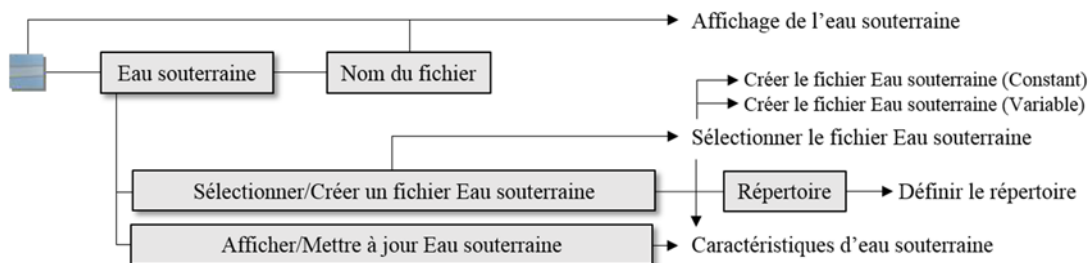 Affichage de l'eau souterraine
Eau souterraine
Nom du fichier
Créer le fichier Eau souterraine (Constant)
Créer le fichier Eau souterraine (Variable)
Sélectionner le fichier Eau souterraine
Sélectionner/Créer un fichier Eau souterraine
Répertoire
Définir le répertoire
Afficher/Mettre à jour Eau souterraine
Caractéristiques d'eau souterraine